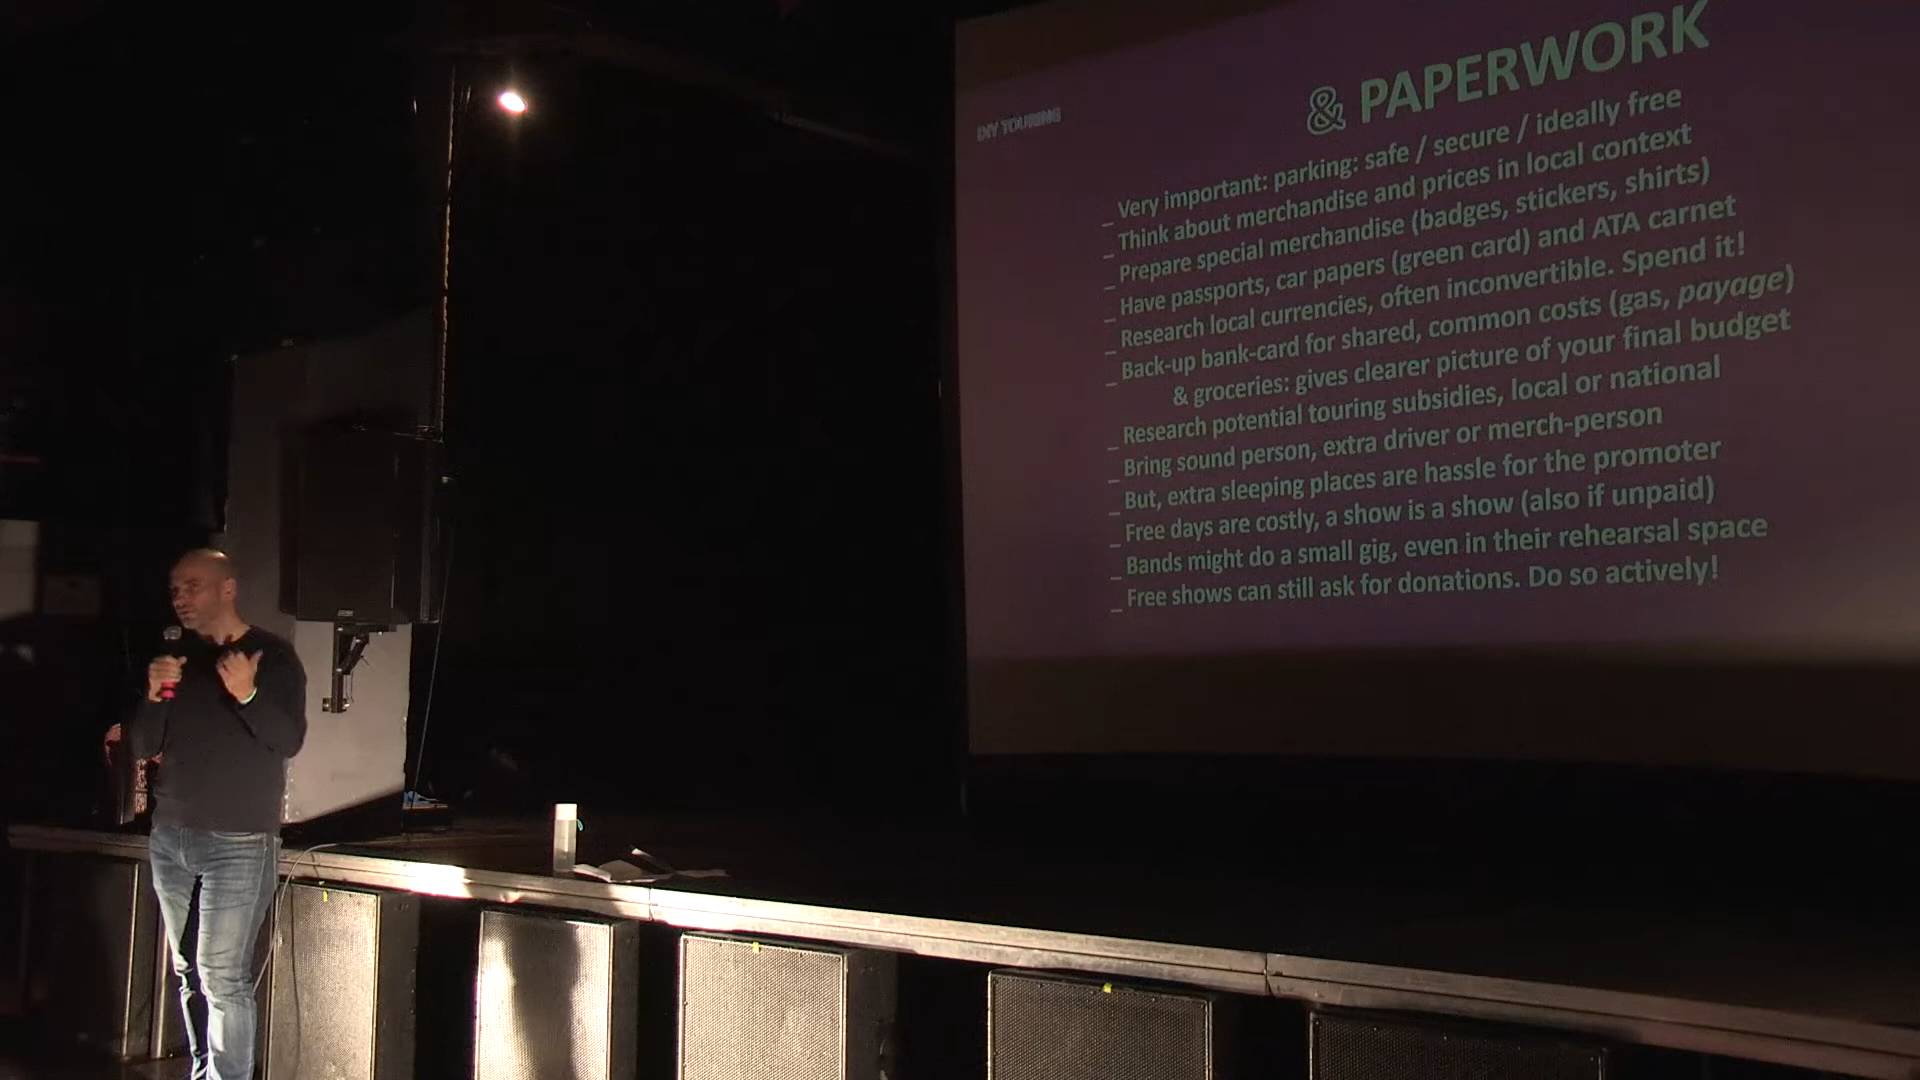 & PAPERWORK
DIY TOURING
_ Very important: parking: safe / secure / ideally free
_ Think about merchandise and prices in local context
_ Prepare special merchandise (badges, stickers, shirts)
_ Have passports, car papers (green card) and ATA carnet
_ Research local currencies, often inconvertible. Spend it!
_ Back-up bank-card for shared, common costs (gas, payage)
& groceries: gives clearer picture of your final budget
_ Research potential touring subsidies, local or national
_ Bring sound person, extra driver or merch-person
_ But, extra sleeping places are hassle for the promoter
_ Free days are costly, a show is a show (also if unpaid)
_ Bands might do a small gig, even in their rehearsal space
_ Free shows can still ask for donations. Do so actively!